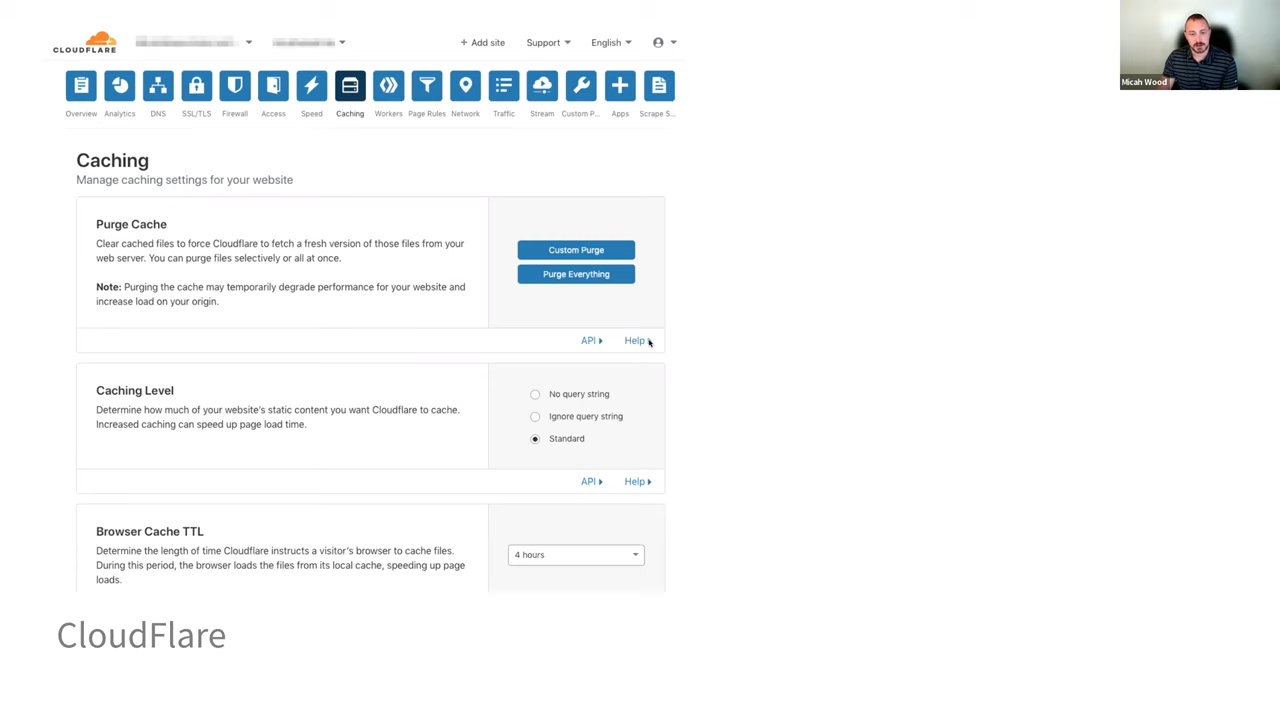 CLOUDFLARE
+ Add site
Support
English
Overview
Analytics
DNS
SSL/TLS
Firewall
Access
Speed
Caching
Workers
Page Rules
Network
Traffic
Stream
Custom P...
Apps
Scrape S...
Micah Wood
Caching
Manage caching settings for your website
Purge Cache
Clear cached files to force Cloudflare to fetch a fresh version of those files from your
web server. You can purge files selectively or all at once.
Note: Purging the cache may temporarily degrade performance for your website and
increase load on your origin.
Custom Purge
Purge Everything
API
Help
Caching Level
Determine how much of your website's static content you want Cloudflare to cache.
Increased caching can speed up page load time.
No query string
Ignore query string
Standard
API
Help
Browser Cache TTL
Determine the length of time Cloudflare instructs a visitor's browser to cache files.
During this period, the browser loads the files from its local cache, speeding up page
loads.
4 hours
CloudFlare